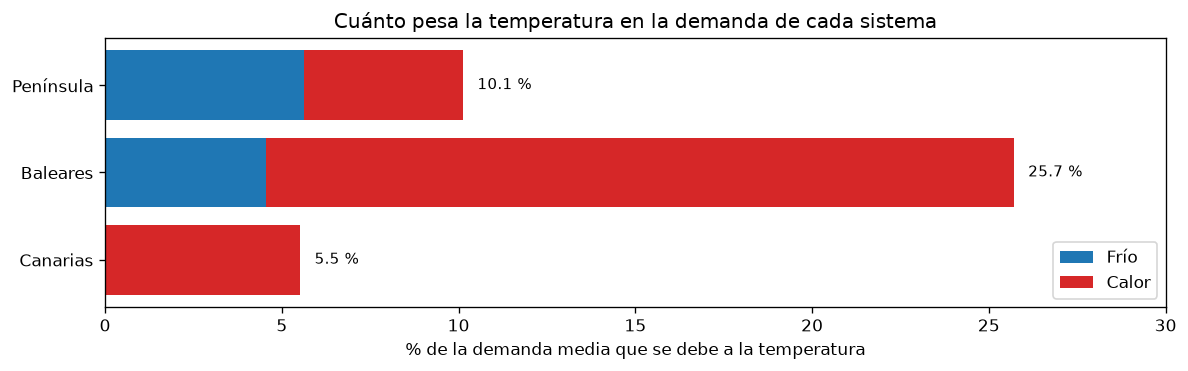 Cuánto pesa la temperatura en la demanda de cada sistema
Península
10.1 %
Baleares
25.7 %
Canarias
5.5 %
Frío
Calor
0 5 10 15 20 25 30
% de la demanda media que se debe a la temperatura